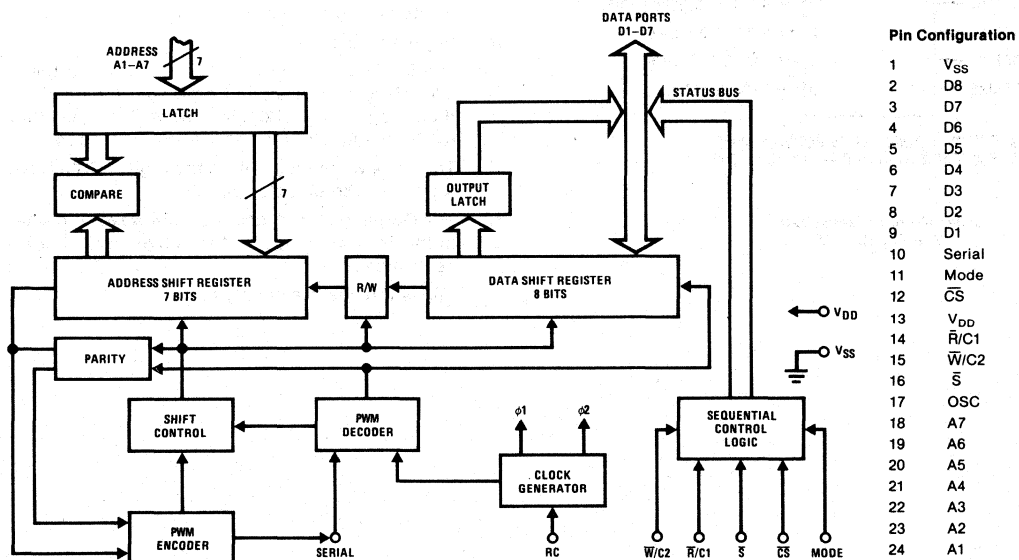 DATA PORTS
D1–D7
ADDRESS
A1–A7
7
LATCH
STATUS BUS
COMPARE
7
OUTPUT
LATCH
ADDRESS SHIFT REGISTER
7 BITS
R/W
DATA SHIFT REGISTER
8 BITS
VDD
VSS
PARITY
SHIFT
CONTROL
PWM
DECODER
φ1
φ2
CLOCK
GENERATOR
SEQUENTIAL
CONTROL
LOGIC
PWM
ENCODER
SERIAL
RC
W̅/C2
R̅/C1
S̅
C̅S̅
MODE
Pin Configuration
1 VSS
2 D8
3 D7
4 D6
5 D5
6 D4
7 D3
8 D2
9 D1
10 Serial
11 Mode
12 C̅S̅
13 VDD
14 R̅/C1
15 W̅/C2
16 S̅
17 OSC
18 A7
19 A6
20 A5
21 A4
22 A3
23 A2
24 A1